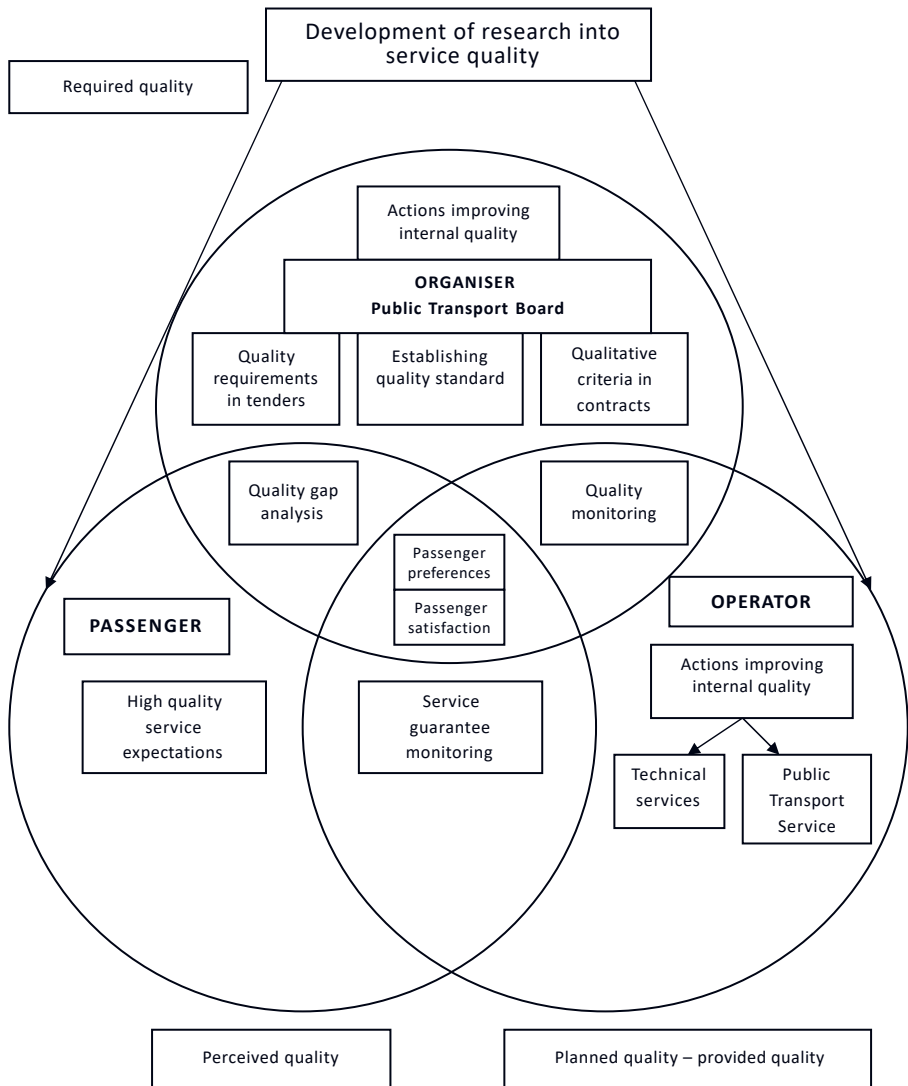 Development of research into
service quality
Required quality
Actions improving
internal quality
ORGANISER
Public Transport Board
Quality
requirements
in tenders
Establishing
quality standard
Qualitative
criteria in
contracts
Quality gap
analysis
Quality
monitoring
Passenger
preferences
Passenger
satisfaction
PASSENGER
OPERATOR
High quality
service
expectations
Service
guarantee
monitoring
Actions improving
internal quality
Technical
services
Public
Transport
Service
Perceived quality
Planned quality – provided quality